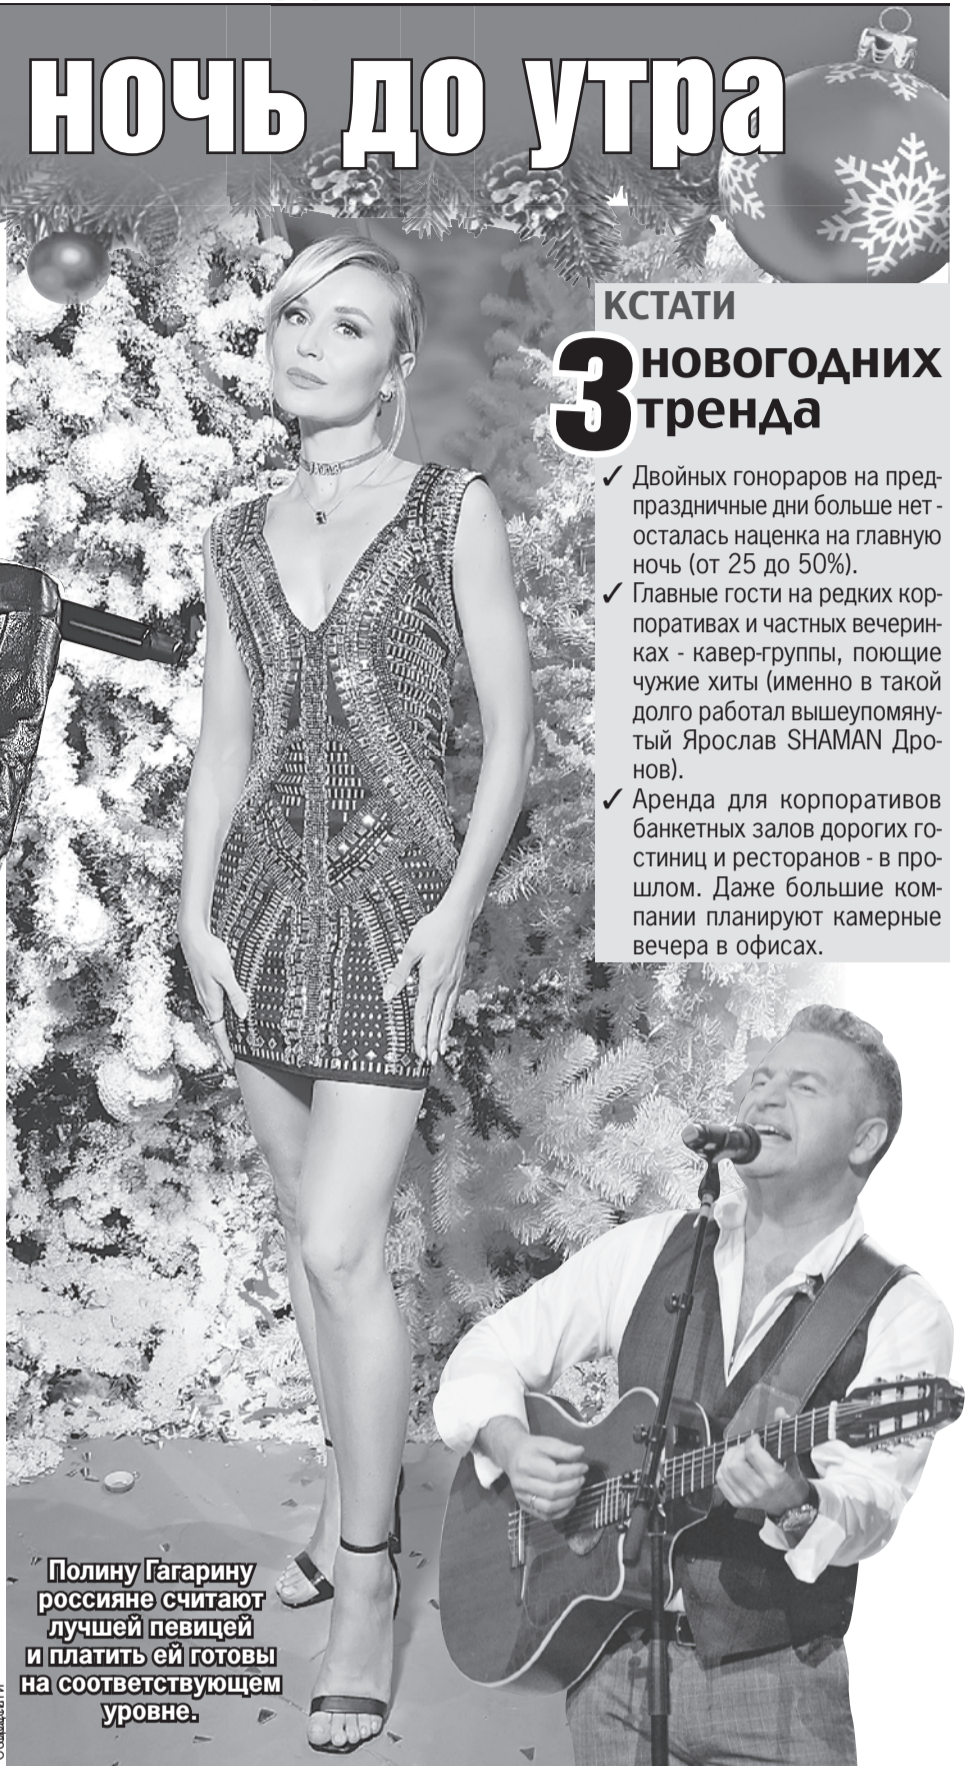 ночь до утра
КСТАТИ
3 новогодних
тренда
✓ Двойных гонораров на пред-
праздничные дни больше нет -
осталась наценка на главную
ночь (от 25 до 50%).
✓ Главные гости на редких кор-
поративах и частных вечерин-
ках - кавер-группы, поющие
чужие хиты (именно в такой
долго работал вышеупомяну-
тый Ярослав SHAMAN Дро-
нов).
✓ Аренда для корпоративов
банкетных залов дорогих го-
стиниц и ресторанов - в про-
шлом. Даже большие ком-
пании планируют камерные
вечера в офисах.
Полину Гагарину
россияне считают
лучшей певицей
и платить ей готовы
на соответствующем
уровне.